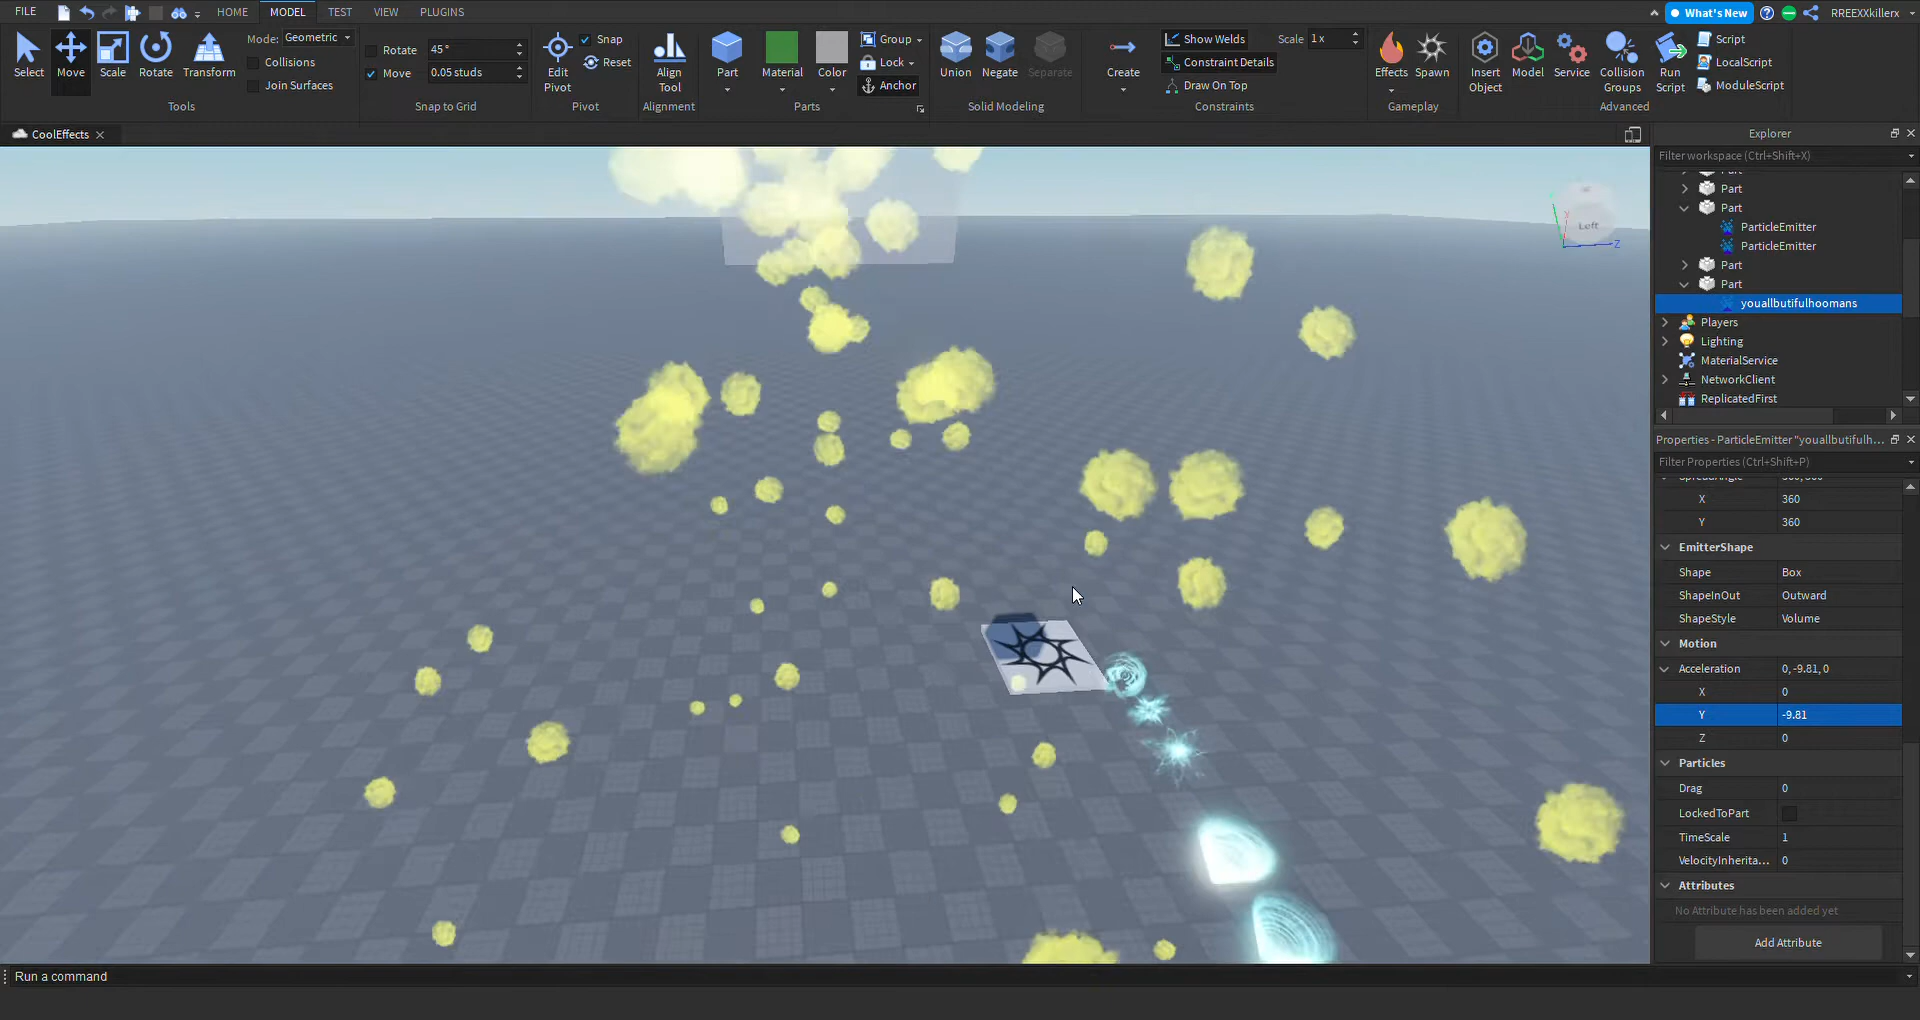 FILE HOME MODEL TEST VIEW PLUGINS What's New RREEXXkillerx
Select Move Scale Rotate Transform
Mode: Geometric
Collisions
Join Surfaces
Tools
Rotate 45°
Move 0.05 studs
Snap to Grid
Edit Pivot
Snap
Reset
Pivot
Align Tool
Alignment
Part Material Color
Group
Lock
Anchor
Parts
Union Negate Separate
Solid Modeling
Create
Show Welds
Constraint Details
Draw On Top
Scale 1 x
Constraints
Effects Spawn
Gameplay
Insert Object
Model Service
Collision Groups
Run Script
Script
LocalScript
ModuleScript
Advanced
CoolEffects
Left
Z
Explorer
Filter workspace (Ctrl+Shift+X)
Part
Part
Part
ParticleEmitter
ParticleEmitter
Part
Part
youallbutifulhoomans
Players
Lighting
MaterialService
NetworkClient
ReplicatedFirst
Properties - ParticleEmitter "youallbutifulh...
Filter Properties (Ctrl+Shift+P)
SpreadAngle 360, 360
X 360
Y 360
EmitterShape
Shape Box
ShapeInOut Outward
ShapeStyle Volume
Motion
Acceleration 0, -9.81, 0
X 0
Y -9.81
Z 0
Particles
Drag 0
LockedToPart
TimeScale 1
VelocityInherita... 0
Attributes
No Attribute has been added yet
Add Attribute
Run a command